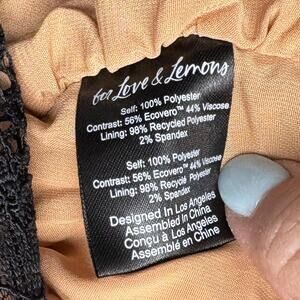 for Love & Lemons
Self: 100% Polyester
Contrast: 56% Ecovero™ 44% Viscose
Lining: 98% Recycled Polyester
2% Spandex
Self: 100% Polyester
Contrast: 56% Ecovero™ 44% Viscose
Lining: 98% Recyclé Polyester
2% Spandex
Designed In Los Angeles
Assembled in China
Conçu à Los Angeles
Assemblé en Chine